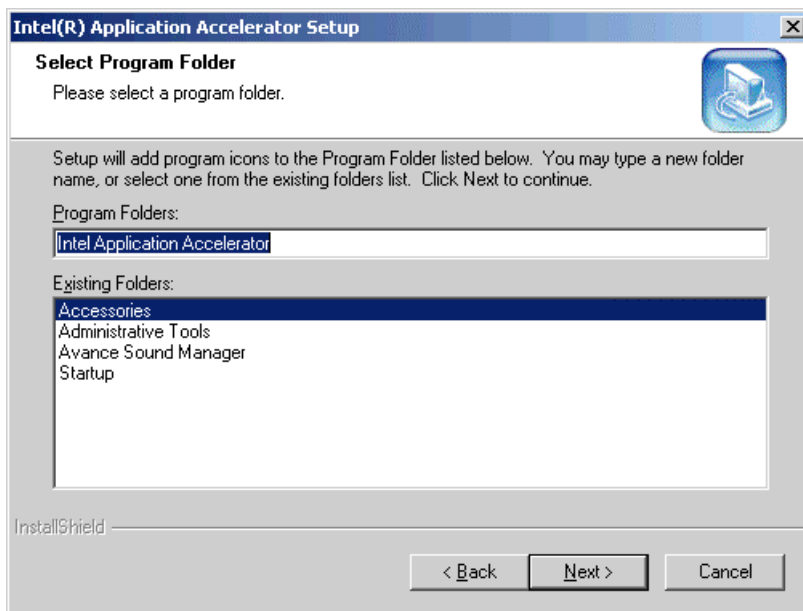 Intel(R) Application Accelerator Setup
Select Program Folder
Please select a program folder.
Setup will add program icons to the Program Folder listed below. You may type a new folder
name, or select one from the existing folders list. Click Next to continue.
Program Folders:
Intel Application Accelerator
Existing Folders:
Accessories
Administrative Tools
Avance Sound Manager
Startup
InstallShield
< Back
Next >
Cancel